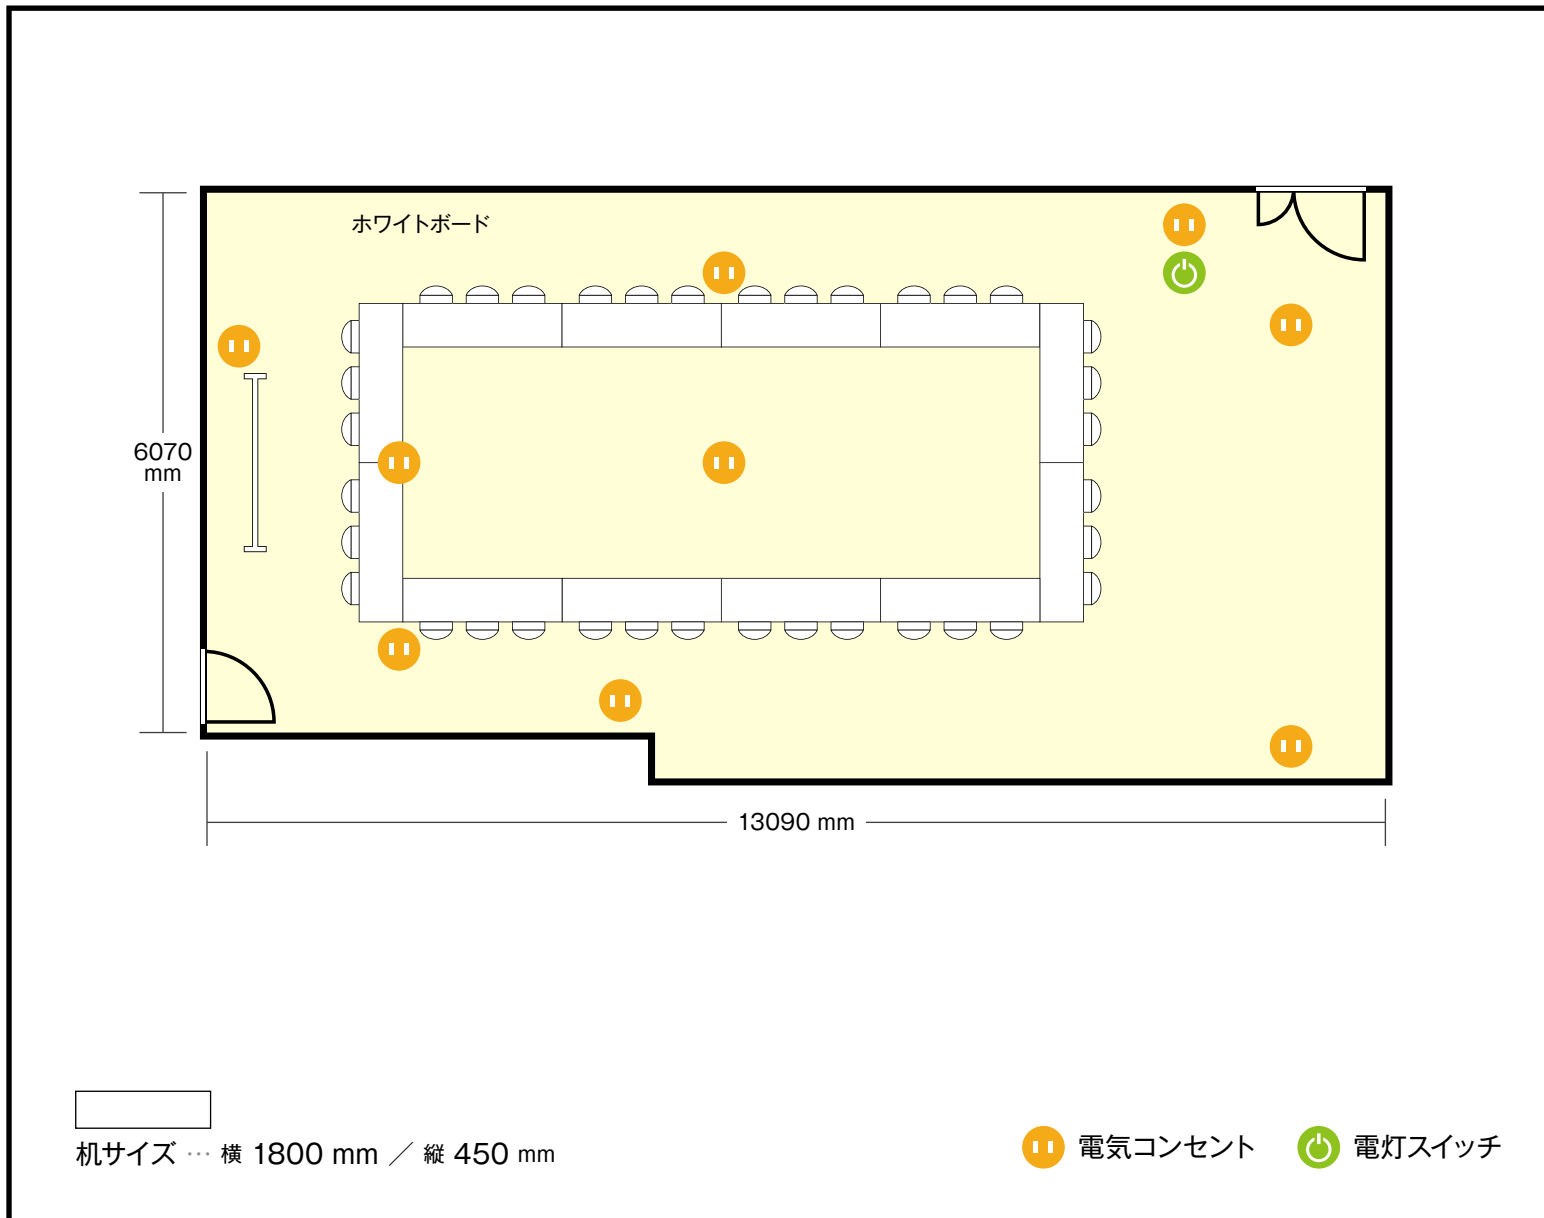 ホワイトボード
6070
mm
13090 mm
机サイズ … 横 1800 mm ／ 縦 450 mm
電気コンセント
電灯スイッチ